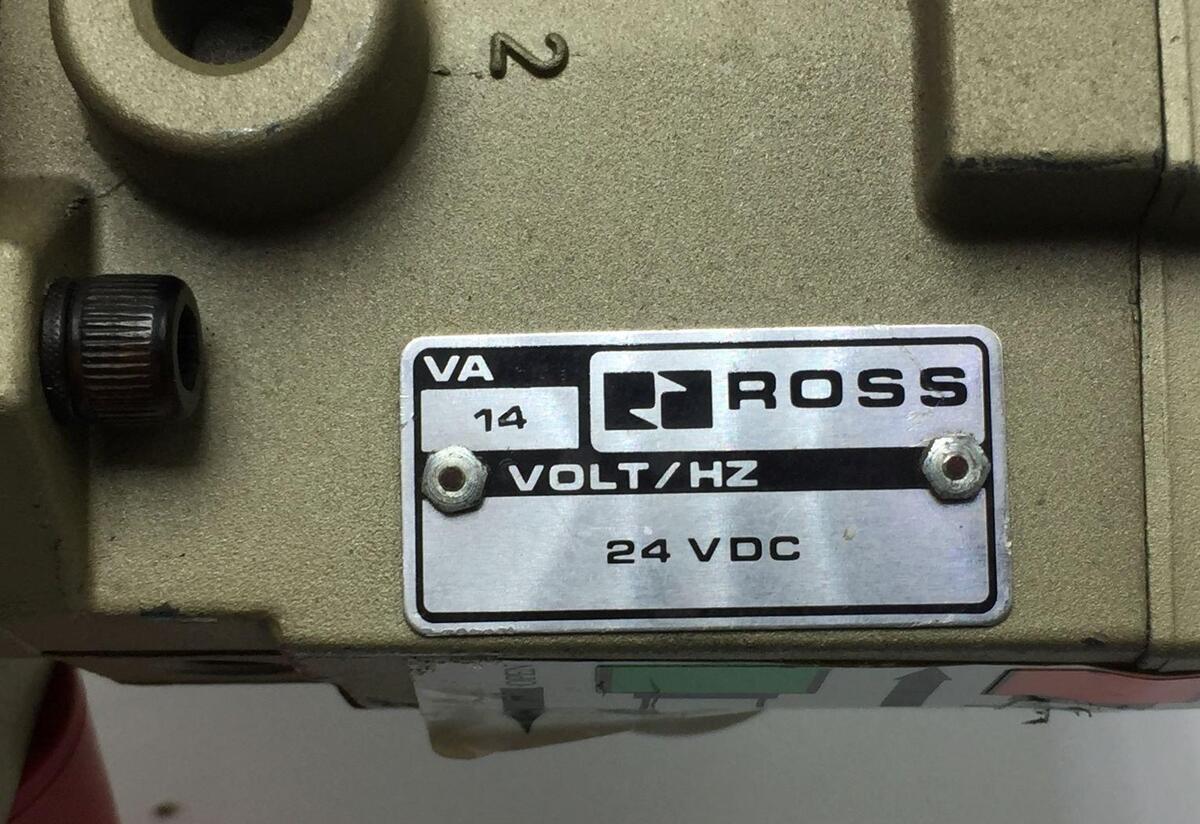 2
VA
14
ROSS
VOLT/HZ
24 VDC